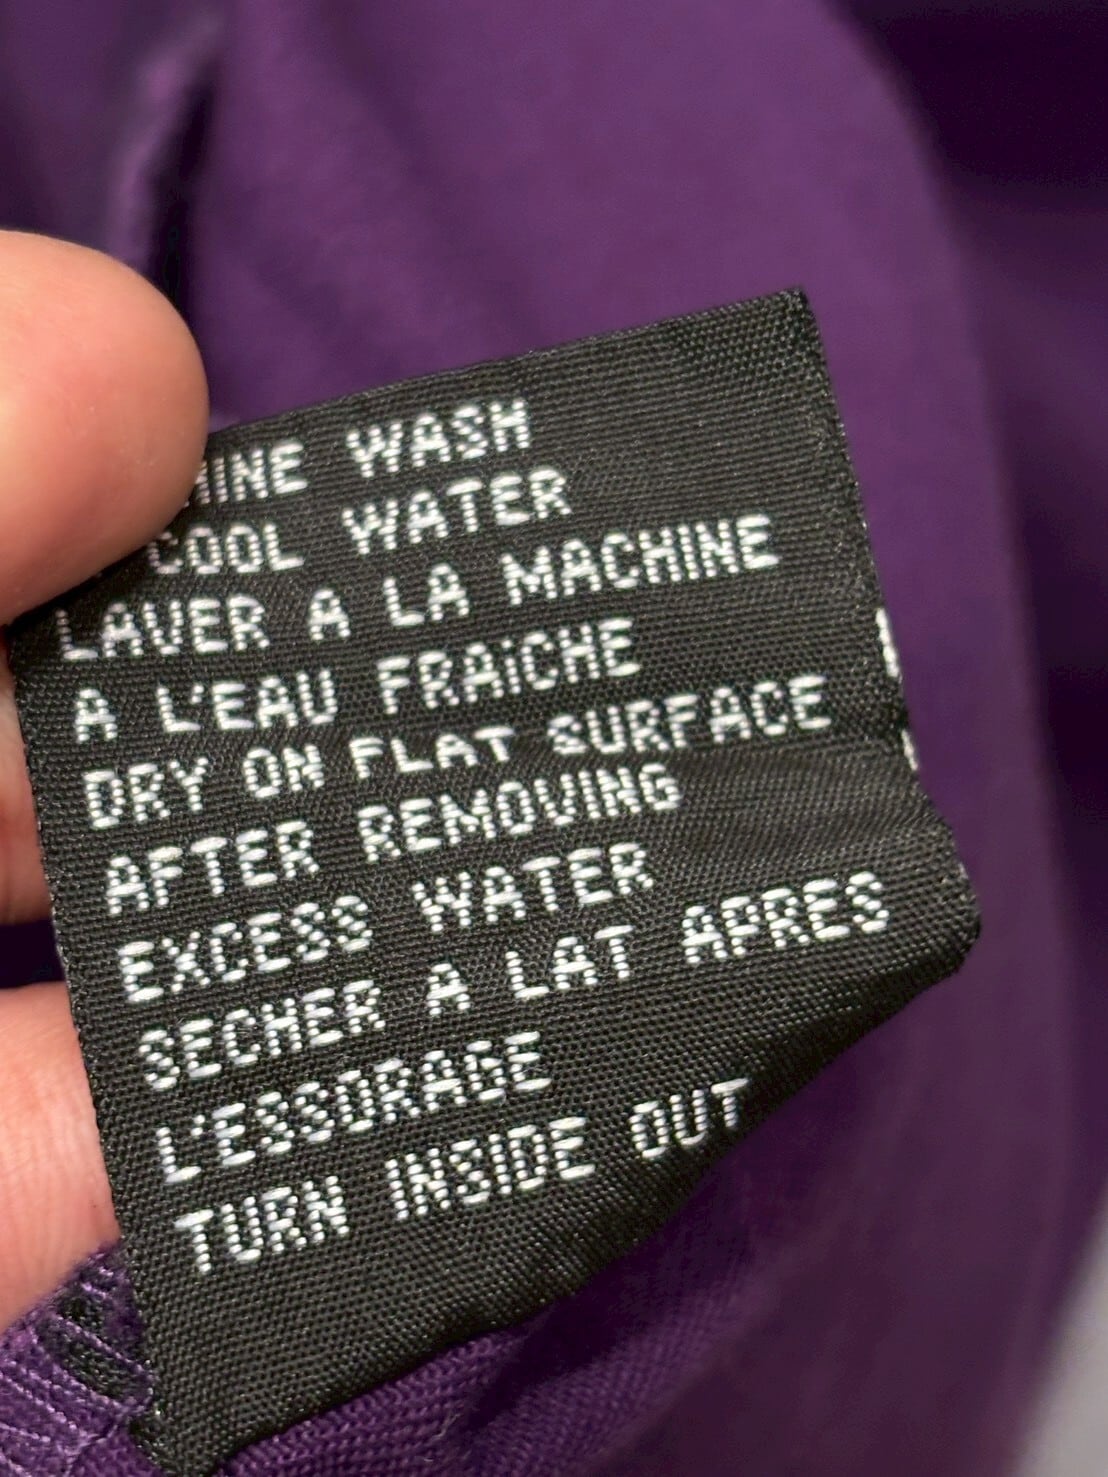 WASH
COOL WATER
LAVER A LA MACHINE
A L'EAU FRAiCHE
DRY ON FLAT SURFACE
AFTER REMOVING
EXCESS WATER
SECHER A LAT APRES
L'ESSORAGE
TURN INSIDE OUT